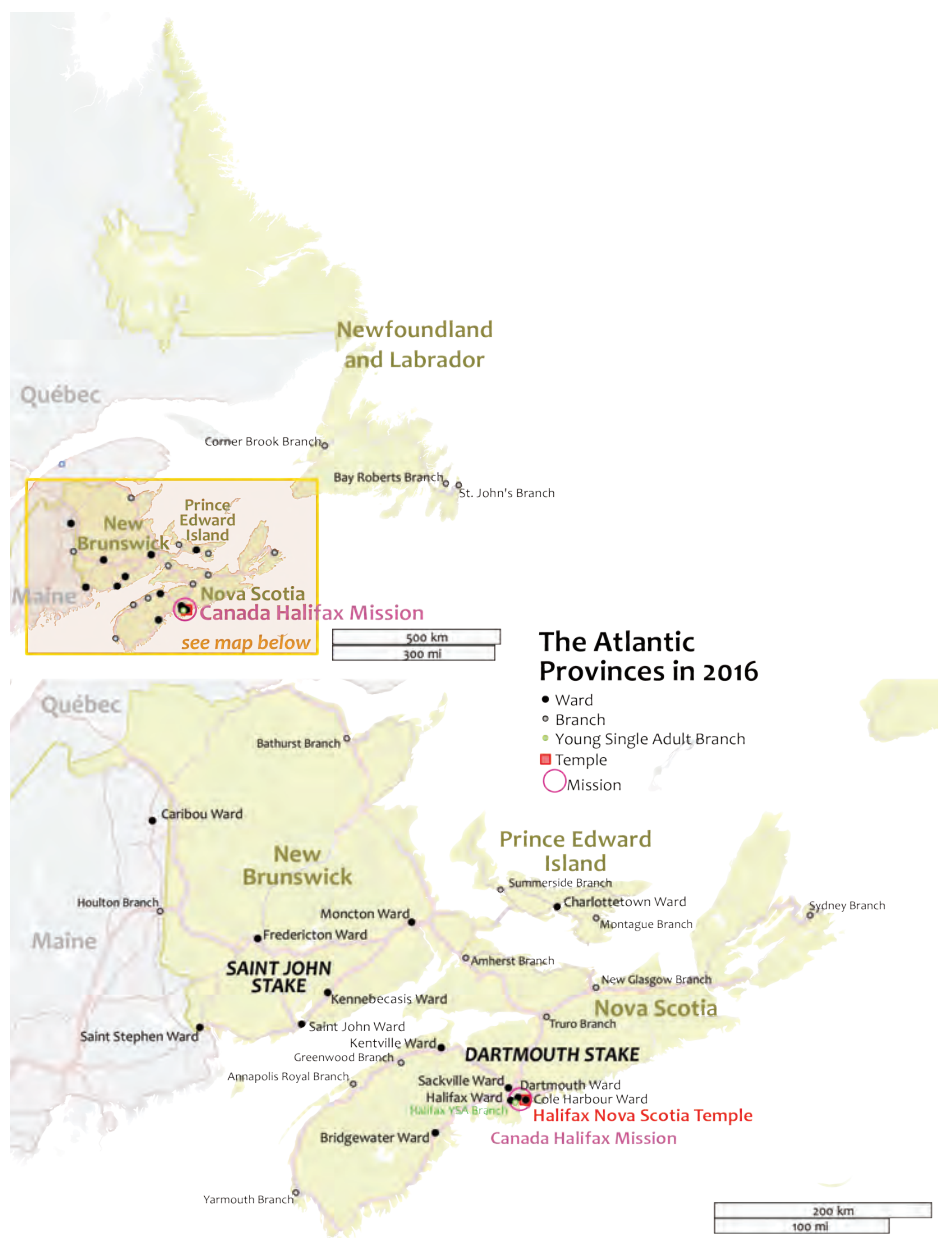 Newfoundland
and Labrador
Québec
Corner Brook Branch
Bay Roberts Branch
St. John's Branch
Prince
Edward
Island
New
Brunswick
Maine
Nova Scotia
Canada Halifax Mission
see map below
500 km
300 mi
The Atlantic
Provinces in 2016
Ward
Branch
Young Single Adult Branch
Temple
Mission
Québec
Bathurst Branch
Caribou Ward
New
Brunswick
Prince Edward
Island
Summerside Branch
Charlottetown Ward
Montague Branch
Sydney Branch
Houlton Branch
Moncton Ward
Fredericton Ward
Maine
Amherst Branch
SAINT JOHN
STAKE
New Glasgow Branch
Kennebecasis Ward
Nova Scotia
Saint John Ward
Truro Branch
Saint Stephen Ward
Kentville Ward
Greenwood Branch
DARTMOUTH STAKE
Annapolis Royal Branch
Sackville Ward
Dartmouth Ward
Halifax Ward
Cole Harbour Ward
Halifax YSA Branch
Halifax Nova Scotia Temple
Canada Halifax Mission
Bridgewater Ward
Yarmouth Branch
200 km
100 mi